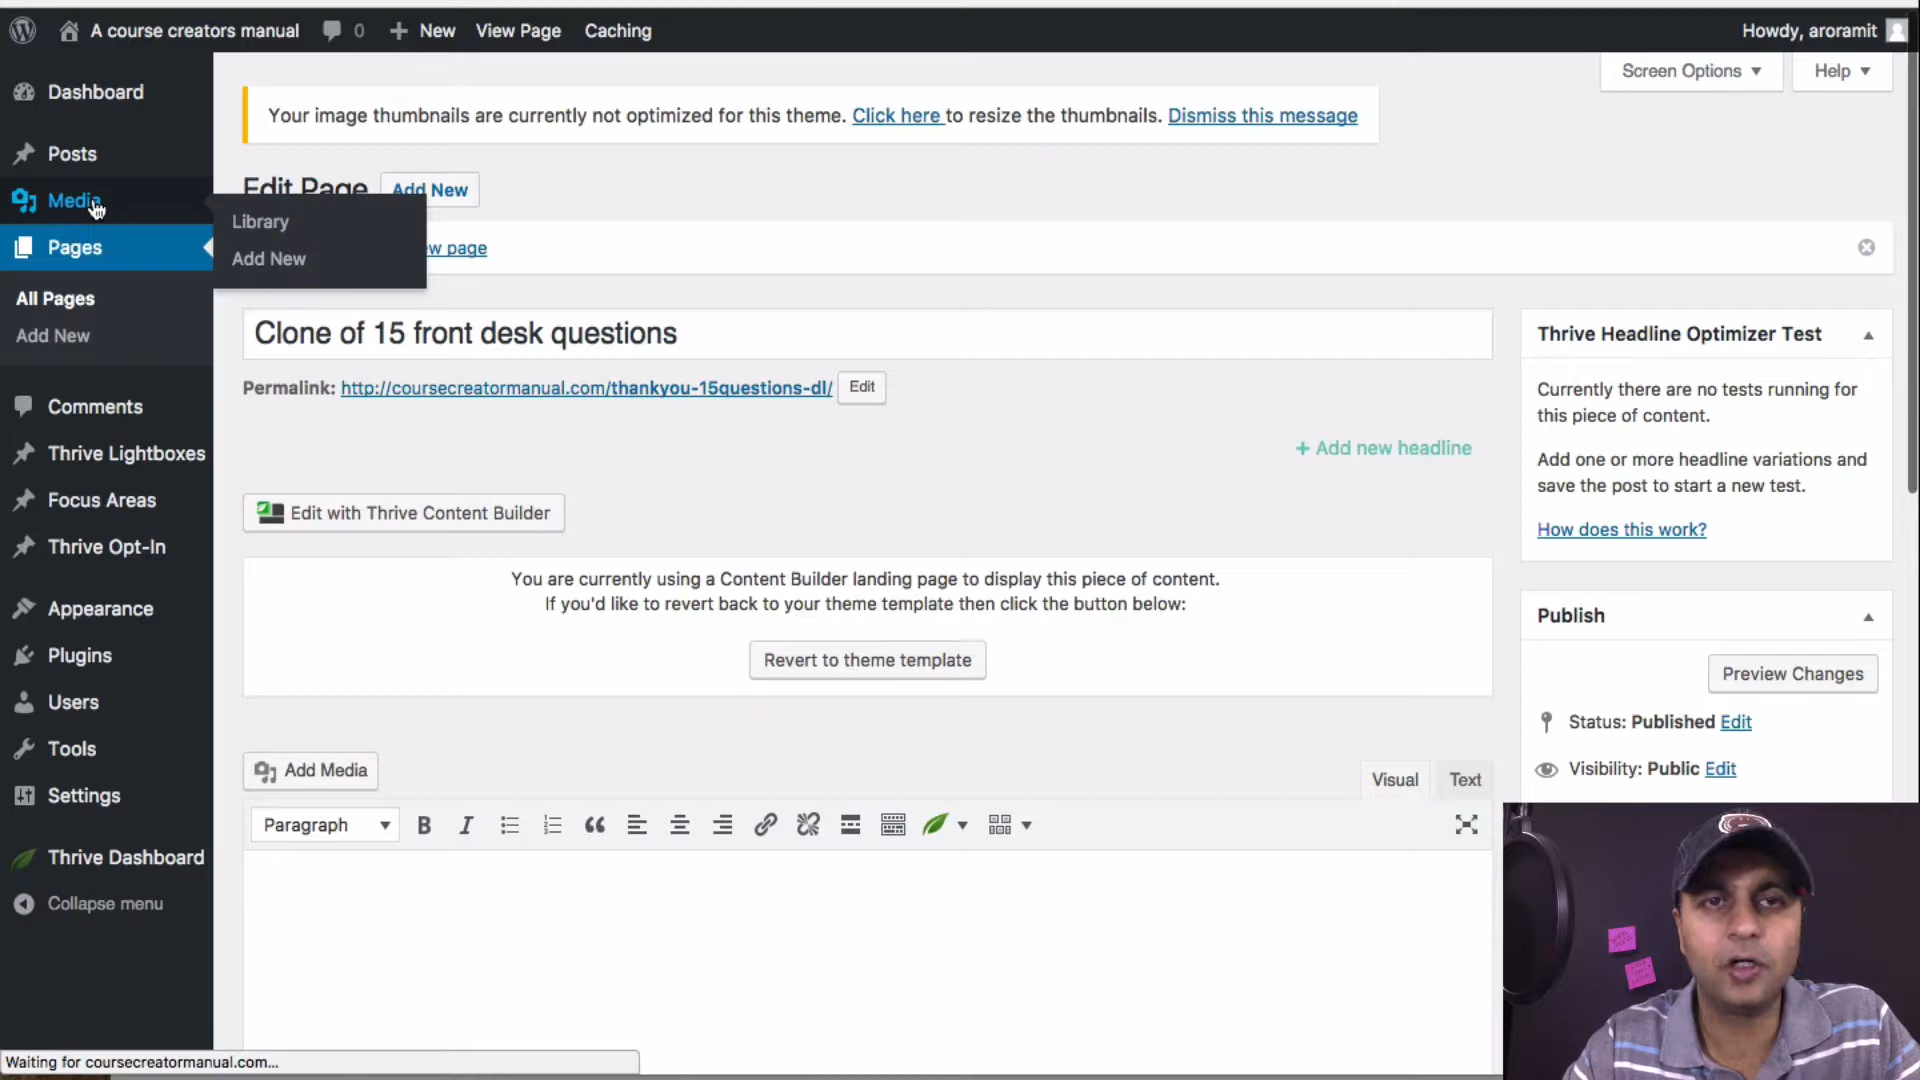 A course creators manual 0 New View Page Caching Howdy, aroramit
Screen Options Help
Dashboard
Posts
Media
Pages
All Pages
Add New
Comments
Thrive Lightboxes
Focus Areas
Thrive Opt-In
Appearance
Plugins
Users
Tools
Settings
Thrive Dashboard
Collapse menu
Library
Add New
Your image thumbnails are currently not optimized for this theme. Click here to resize the thumbnails. Dismiss this message
Edit Page Add New
page
Clone of 15 front desk questions
Permalink: http://coursecreatormanual.com/thankyou-15questions-dl/ Edit
+ Add new headline
Edit with Thrive Content Builder
You are currently using a Content Builder landing page to display this piece of content.
If you'd like to revert back to your theme template then click the button below:
Revert to theme template
Add Media
Visual Text
Paragraph B I
Thrive Headline Optimizer Test
Currently there are no tests running for
this piece of content.
Add one or more headline variations and
save the post to start a new test.
How does this work?
Publish
Preview Changes
Status: Published Edit
Visibility: Public Edit
Waiting for coursecreatormanual.com...